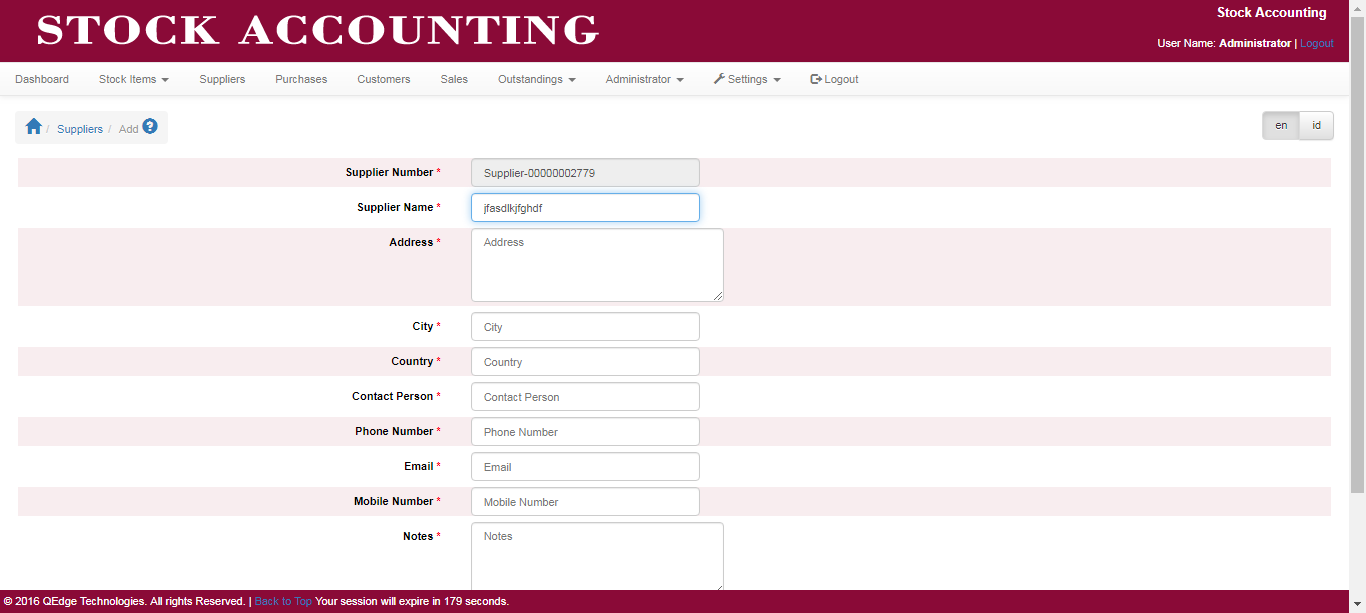 STOCK ACCOUNTING
Stock Accounting
User Name: Administrator | Logout
Dashboard Stock Items Suppliers Purchases Customers Sales Outstandings Administrator Settings Logout
/ Suppliers / Add ?
en id
Supplier Number * Supplier-00000002779
Supplier Name * jfasdlkjfghdf
Address * Address
City * City
Country * Country
Contact Person * Contact Person
Phone Number * Phone Number
Email * Email
Mobile Number * Mobile Number
Notes * Notes
© 2016 QEdge Technologies. All rights Reserved. | Back to Top Your session will expire in 179 seconds.